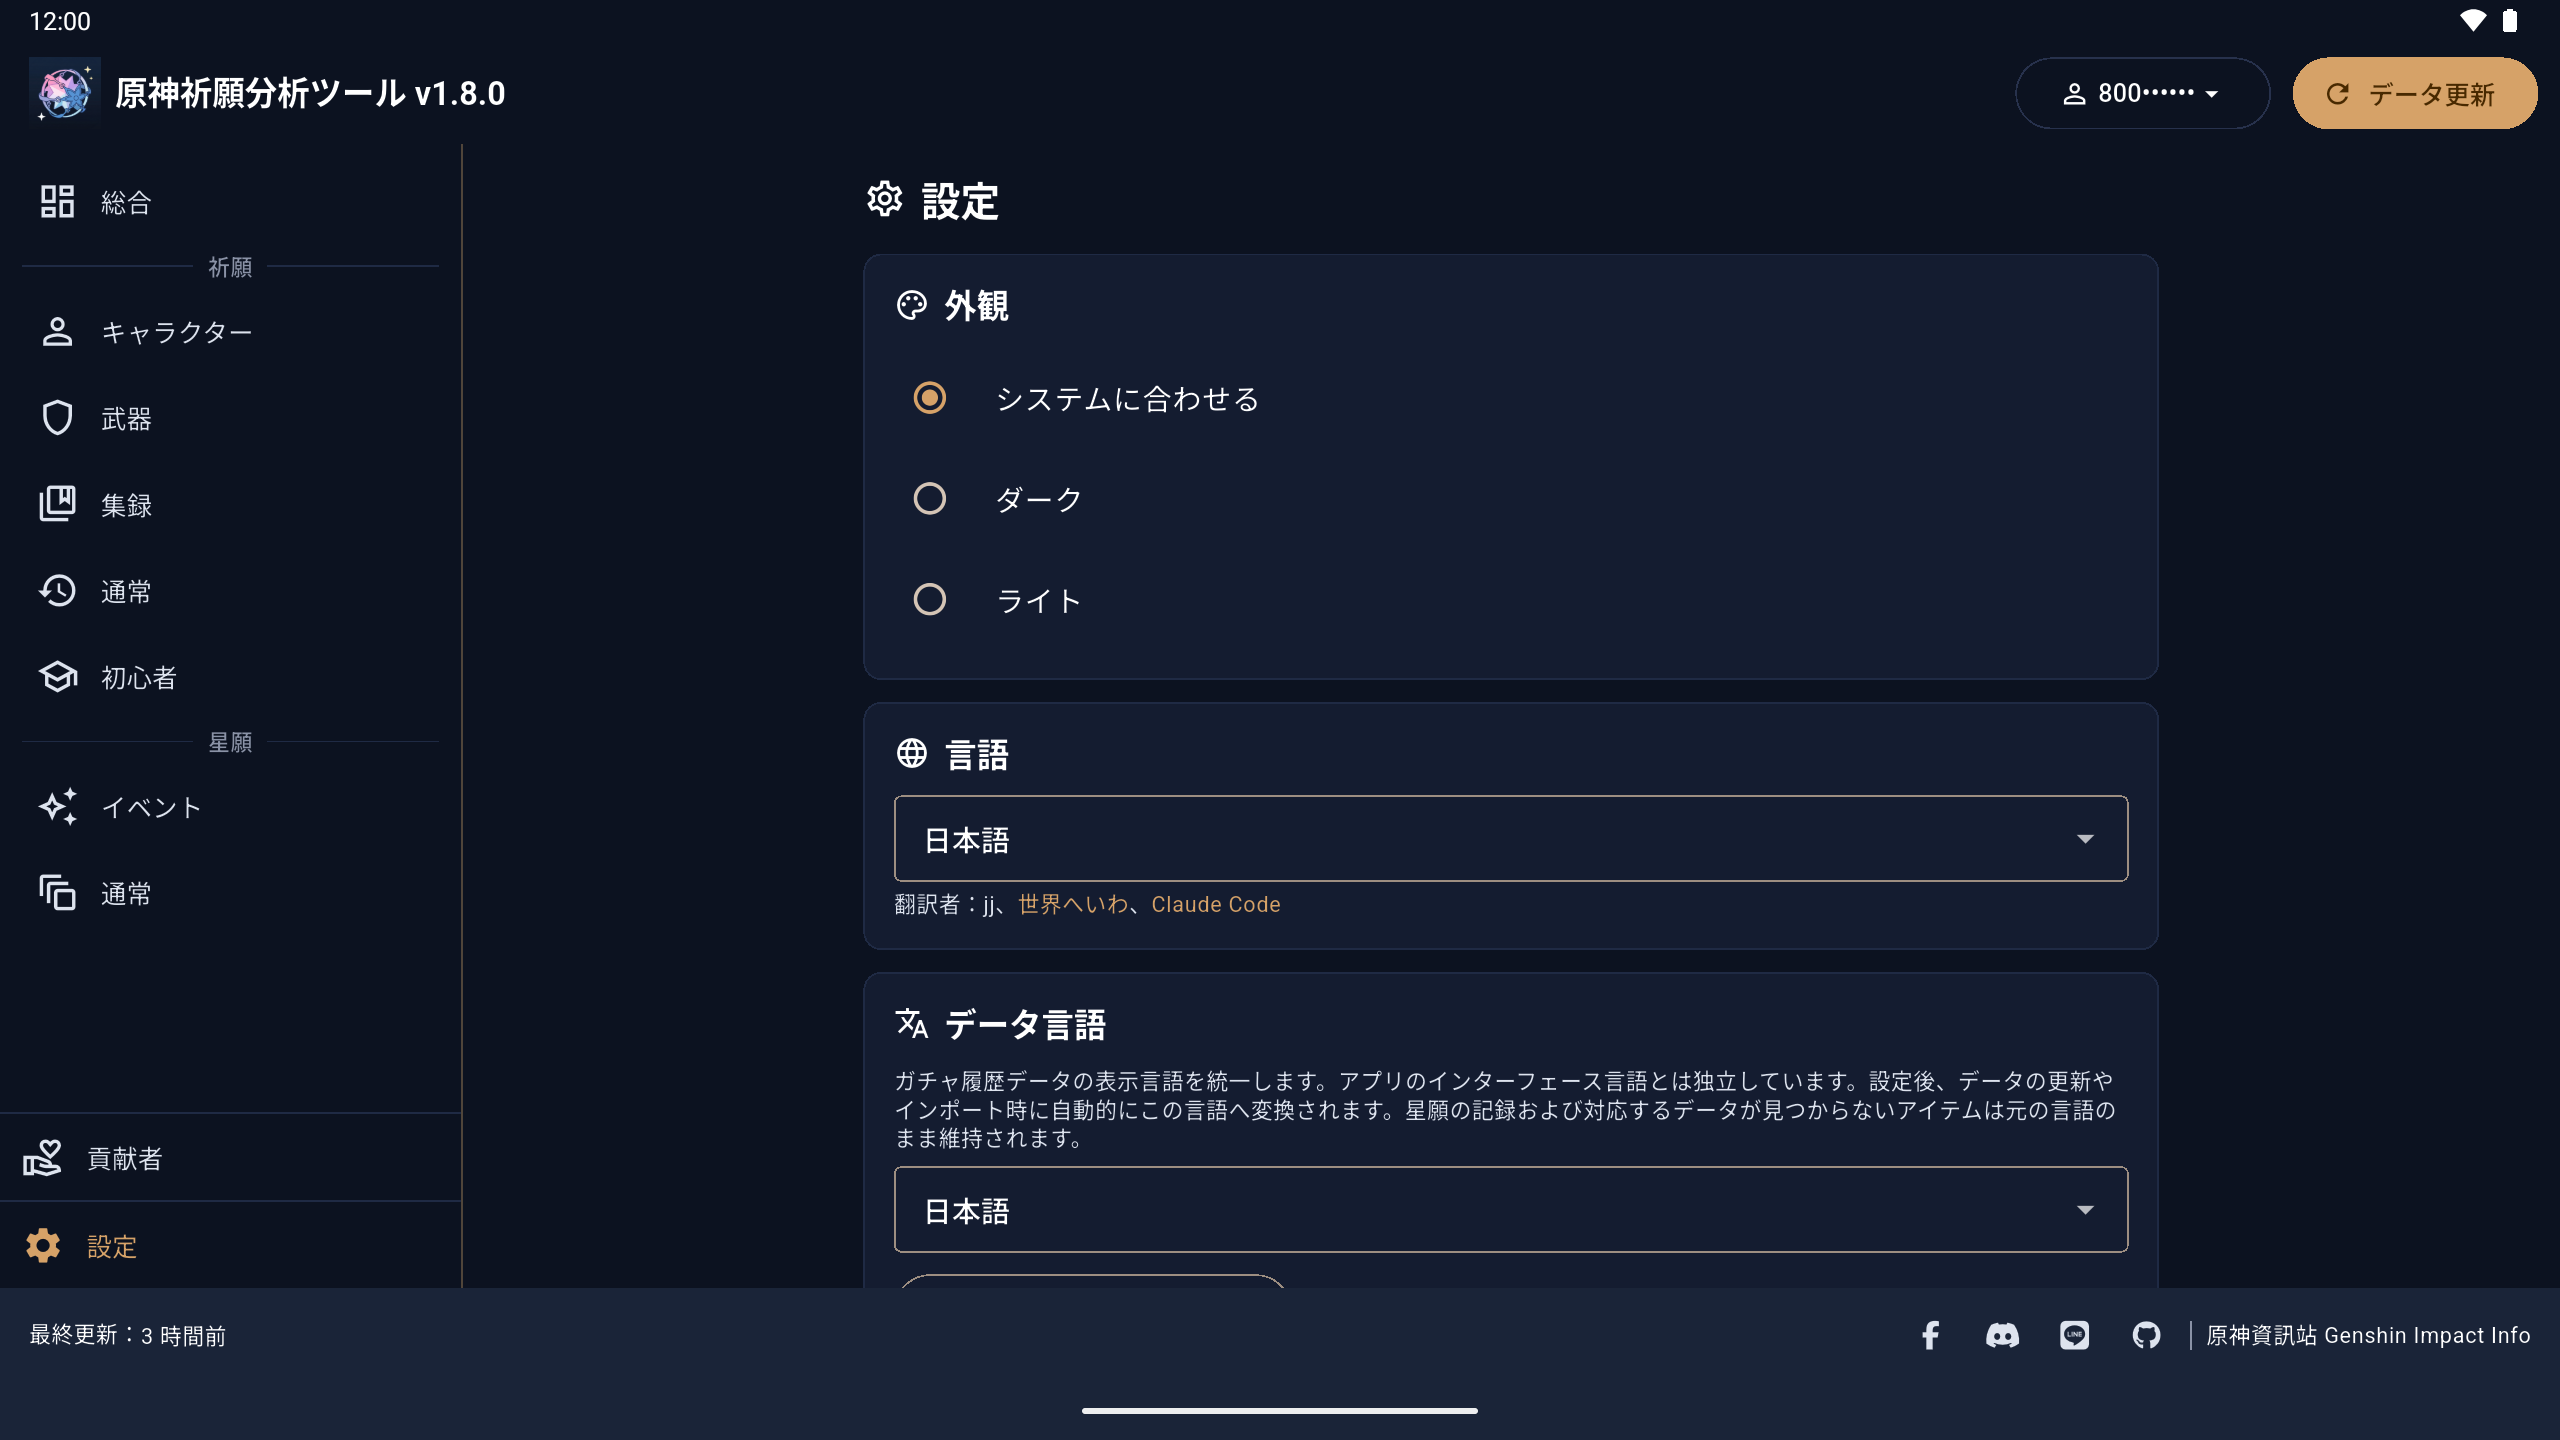 12:00
原神祈願分析ツール v1.8.0
800••••••
データ更新
総合
祈願
キャラクター
武器
集録
通常
初心者
星願
イベント
通常
貢献者
設定
設定
外観
システムに合わせる
ダーク
ライト
言語
日本語
翻訳者：jj、世界へいわ、Claude Code
データ言語
ガチャ履歴データの表示言語を統一します。アプリのインターフェース言語とは独立しています。設定後、データの更新や
インポート時に自動的にこの言語へ変換されます。星願の記録および対応するデータが見つからないアイテムは元の言語の
まま維持されます。
日本語
最終更新：3 時間前
LINE
原神資訊站 Genshin Impact Info